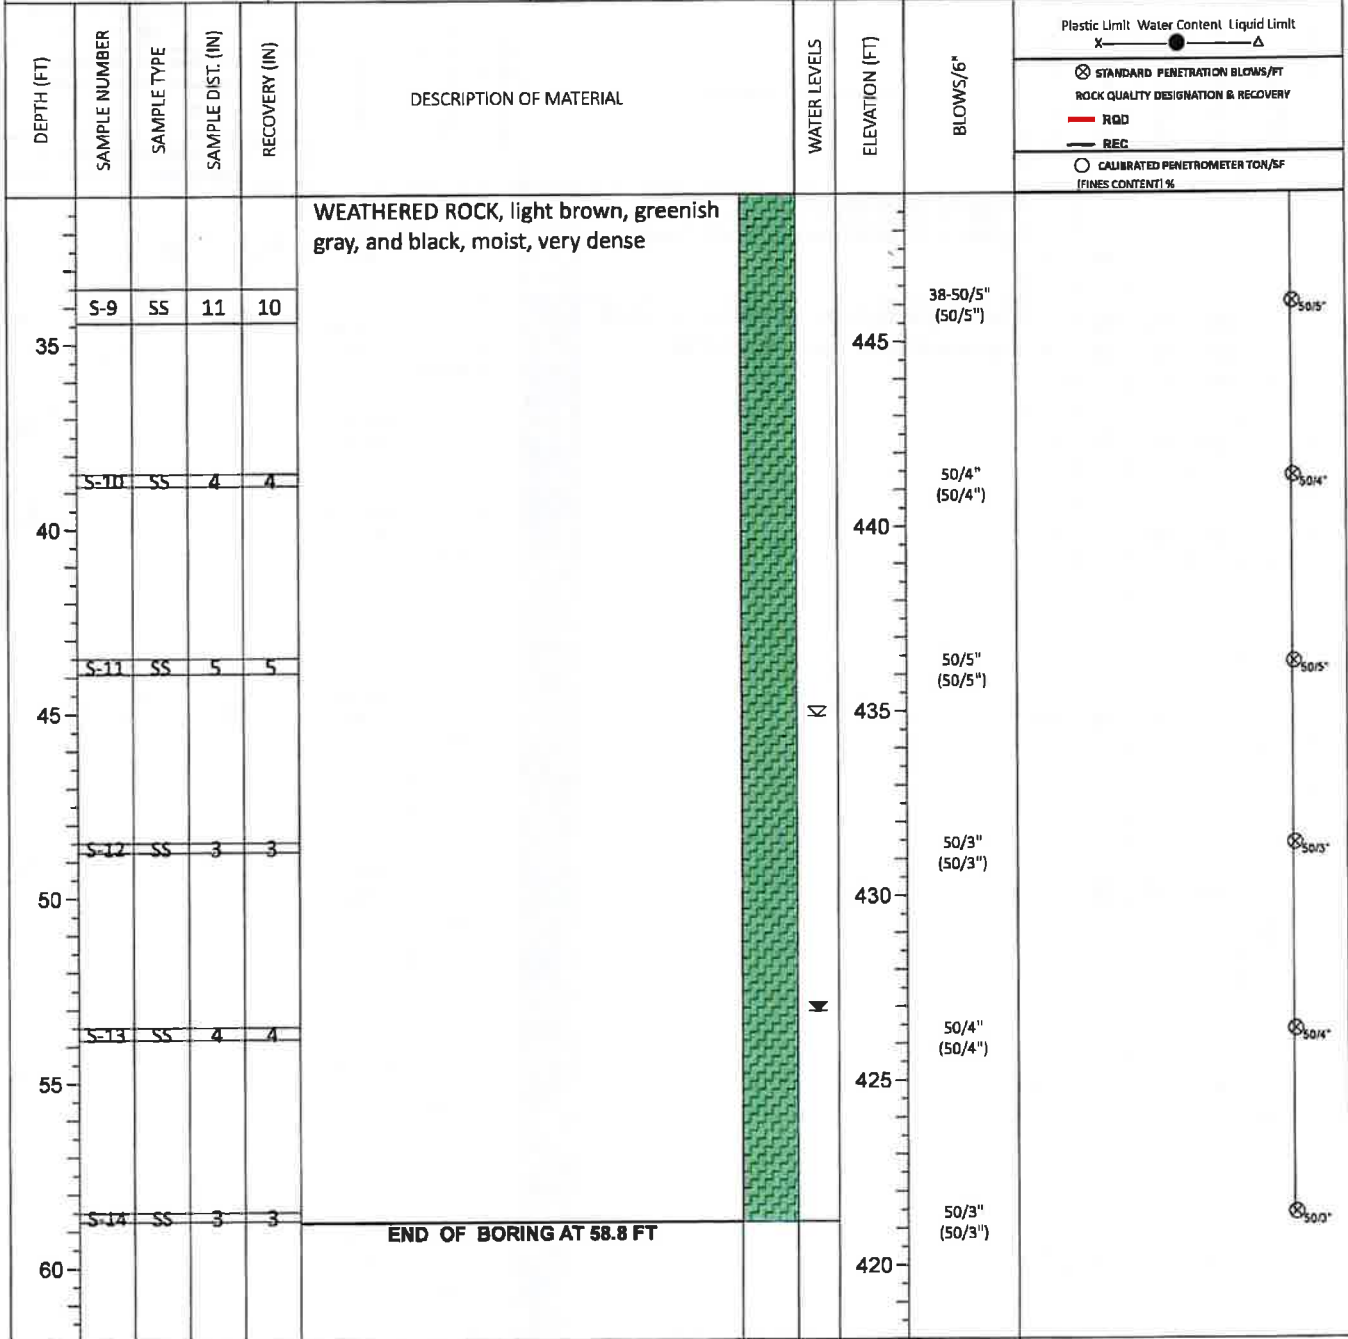 DEPTH (FT)
SAMPLE NUMBER
SAMPLE TYPE
SAMPLE DIST. (IN)
RECOVERY (IN)
DESCRIPTION OF MATERIAL
WATER LEVELS
ELEVATION (FT)
BLOWS/6"
Plastic Limit Water Content Liquid Limit
X Δ
STANDARD PENETRATION BLOWS/FT
ROCK QUALITY DESIGNATION & RECOVERY
RQD
REC
CALIBRATED PENETROMETER TON/SF
[FINES CONTENT] %
WEATHERED ROCK, light brown, greenish
gray, and black, moist, very dense
S-9 SS 11 10 38-50/5" 50/5"
(50/5")
35 445
S-10 SS 4 4 50/4" 50/4"
(50/4")
40 440
S-11 SS 5 5 50/5" 50/5"
(50/5")
45 435
S-12 SS 3 3 50/3" 50/3"
(50/3")
50 430
S-13 SS 4 4 50/4" 50/4"
(50/4")
55 425
S-14 SS 3 3 50/3" 50/3"
END OF BORING AT 58.8 FT (50/3")
60 420